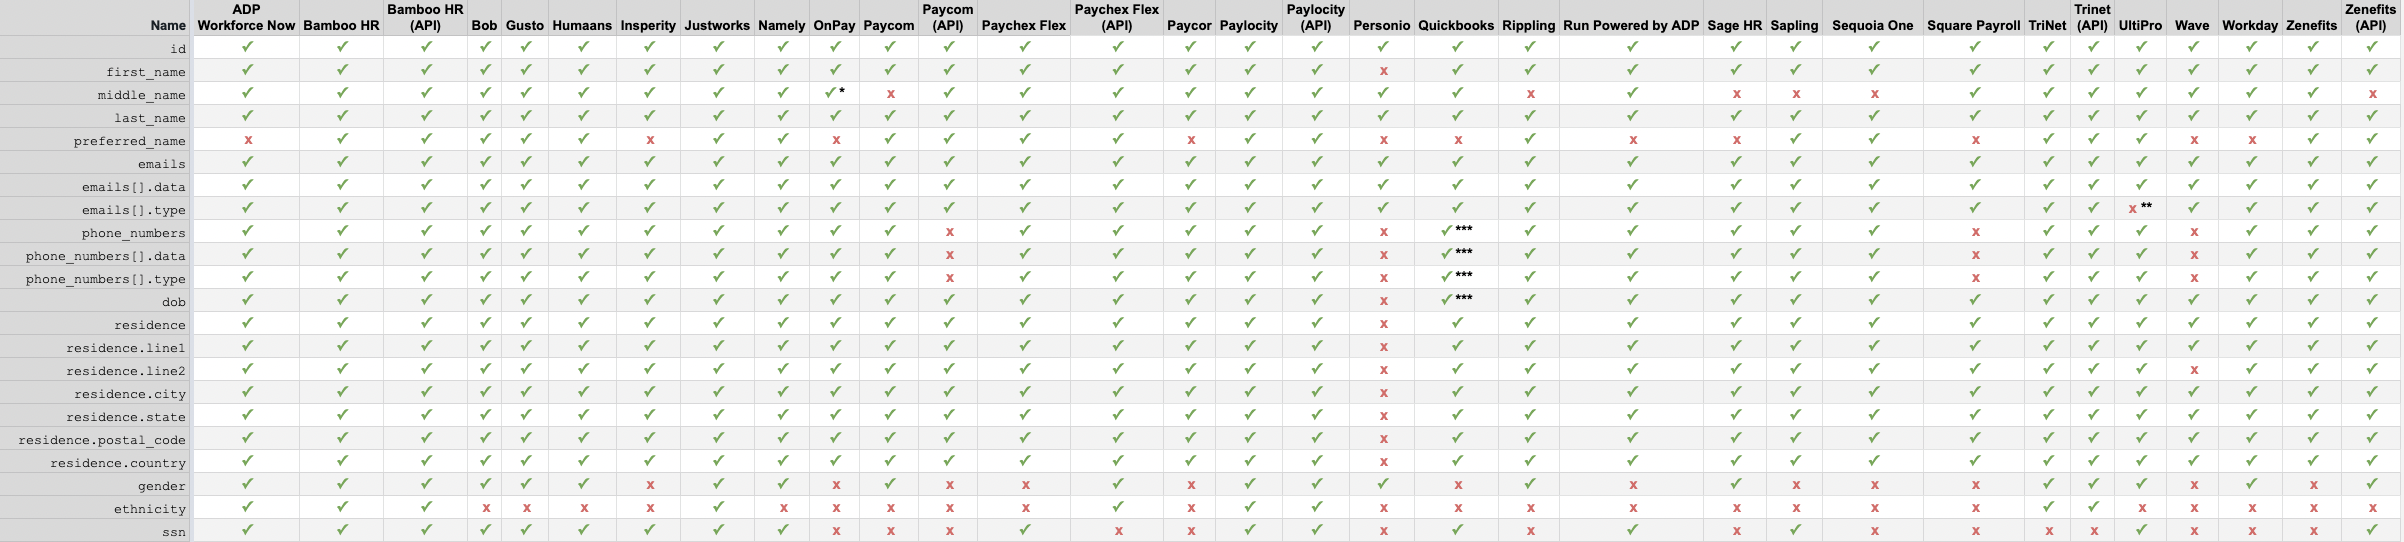 ADP Bamboo HR Paycom Paychex Flex Paylocity Trinet Zenefits
Name Workforce Now Bamboo HR (API) Bob Gusto Humaans Insperity Justworks Namely OnPay Paycom (API) Paychex Flex (API) Paycor Paylocity (API) Personio Quickbooks Rippling Run Powered by ADP Sage HR Sapling Sequoia One Square Payroll TriNet (API) UltiPro Wave Workday Zenefits (API)
id ✓ ✓ ✓ ✓ ✓ ✓ ✓ ✓ ✓ ✓ ✓ ✓ ✓ ✓ ✓ ✓ ✓ ✓ ✓ ✓ ✓ ✓ ✓ ✓ ✓ ✓ ✓ ✓ ✓ ✓ ✓ ✓
first_name ✓ ✓ ✓ ✓ ✓ ✓ ✓ ✓ ✓ ✓ ✓ ✓ ✓ ✓ ✓ ✓ ✓ x ✓ ✓ ✓ ✓ ✓ ✓ ✓ ✓ ✓ ✓ ✓ ✓ ✓ ✓
middle_name ✓ ✓ ✓ ✓ ✓ ✓ ✓ ✓ ✓ ✓* x ✓ ✓ ✓ ✓ ✓ ✓ ✓ ✓ x ✓ x x x ✓ ✓ ✓ ✓ ✓ ✓ ✓ x
last_name ✓ ✓ ✓ ✓ ✓ ✓ ✓ ✓ ✓ ✓ ✓ ✓ ✓ ✓ ✓ ✓ ✓ ✓ ✓ ✓ ✓ ✓ ✓ ✓ ✓ ✓ ✓ ✓ ✓ ✓ ✓ ✓
preferred_name x ✓ ✓ ✓ ✓ ✓ x ✓ ✓ x ✓ ✓ ✓ ✓ x ✓ ✓ x x ✓ x x ✓ ✓ x ✓ ✓ ✓ x x ✓ ✓
emails ✓ ✓ ✓ ✓ ✓ ✓ ✓ ✓ ✓ ✓ ✓ ✓ ✓ ✓ ✓ ✓ ✓ ✓ ✓ ✓ ✓ ✓ ✓ ✓ ✓ ✓ ✓ ✓ ✓ ✓ ✓ ✓
emails[].data ✓ ✓ ✓ ✓ ✓ ✓ ✓ ✓ ✓ ✓ ✓ ✓ ✓ ✓ ✓ ✓ ✓ ✓ ✓ ✓ ✓ ✓ ✓ ✓ ✓ ✓ ✓ ✓ ✓ ✓ ✓ ✓
emails[].type ✓ ✓ ✓ ✓ ✓ ✓ ✓ ✓ ✓ ✓ ✓ ✓ ✓ ✓ ✓ ✓ ✓ ✓ ✓ ✓ ✓ ✓ ✓ ✓ ✓ ✓ ✓ x ** ✓ ✓ ✓ ✓
phone_numbers ✓ ✓ ✓ ✓ ✓ ✓ ✓ ✓ ✓ ✓ ✓ x ✓ ✓ ✓ ✓ ✓ x ✓*** ✓ ✓ ✓ ✓ ✓ x ✓ ✓ ✓ x ✓ ✓ ✓
phone_numbers[].data ✓ ✓ ✓ ✓ ✓ ✓ ✓ ✓ ✓ ✓ ✓ x ✓ ✓ ✓ ✓ ✓ x ✓*** ✓ ✓ ✓ ✓ ✓ x ✓ ✓ ✓ x ✓ ✓ ✓
phone_numbers[].type ✓ ✓ ✓ ✓ ✓ ✓ ✓ ✓ ✓ ✓ ✓ x ✓ ✓ ✓ ✓ ✓ x ✓*** ✓ ✓ ✓ ✓ ✓ x ✓ ✓ ✓ x ✓ ✓ ✓
dob ✓ ✓ ✓ ✓ ✓ ✓ ✓ ✓ ✓ ✓ ✓ ✓ ✓ ✓ ✓ ✓ ✓ x ✓*** ✓ ✓ ✓ ✓ ✓ ✓ ✓ ✓ ✓ ✓ ✓ ✓ ✓
residence ✓ ✓ ✓ ✓ ✓ ✓ ✓ ✓ ✓ ✓ ✓ ✓ ✓ ✓ ✓ ✓ ✓ x ✓ ✓ ✓ ✓ ✓ ✓ ✓ ✓ ✓ ✓ ✓ ✓ ✓ ✓
residence.line1 ✓ ✓ ✓ ✓ ✓ ✓ ✓ ✓ ✓ ✓ ✓ ✓ ✓ ✓ ✓ ✓ ✓ x ✓ ✓ ✓ ✓ ✓ ✓ ✓ ✓ ✓ ✓ ✓ ✓ ✓ ✓
residence.line2 ✓ ✓ ✓ ✓ ✓ ✓ ✓ ✓ ✓ ✓ ✓ ✓ ✓ ✓ ✓ ✓ ✓ x ✓ ✓ ✓ ✓ ✓ ✓ ✓ ✓ ✓ ✓ x ✓ ✓ ✓
residence.city ✓ ✓ ✓ ✓ ✓ ✓ ✓ ✓ ✓ ✓ ✓ ✓ ✓ ✓ ✓ ✓ ✓ x ✓ ✓ ✓ ✓ ✓ ✓ ✓ ✓ ✓ ✓ ✓ ✓ ✓ ✓
residence.state ✓ ✓ ✓ ✓ ✓ ✓ ✓ ✓ ✓ ✓ ✓ ✓ ✓ ✓ ✓ ✓ ✓ x ✓ ✓ ✓ ✓ ✓ ✓ ✓ ✓ ✓ ✓ ✓ ✓ ✓ ✓
residence.postal_code ✓ ✓ ✓ ✓ ✓ ✓ ✓ ✓ ✓ ✓ ✓ ✓ ✓ ✓ ✓ ✓ ✓ x ✓ ✓ ✓ ✓ ✓ ✓ ✓ ✓ ✓ ✓ ✓ ✓ ✓ ✓
residence.country ✓ ✓ ✓ ✓ ✓ ✓ ✓ ✓ ✓ ✓ ✓ ✓ ✓ ✓ ✓ ✓ ✓ x ✓ ✓ ✓ ✓ ✓ ✓ ✓ ✓ ✓ ✓ ✓ ✓ ✓ ✓
gender ✓ ✓ ✓ ✓ ✓ ✓ x ✓ ✓ x ✓ x x ✓ x ✓ ✓ ✓ x ✓ x ✓ x x x ✓ ✓ ✓ x ✓ x ✓
ethnicity ✓ ✓ ✓ x x x x ✓ x x x x x ✓ x ✓ ✓ x x x x x x x x ✓ ✓ x x x x x
ssn ✓ ✓ ✓ ✓ ✓ ✓ ✓ ✓ ✓ x x x ✓ x x ✓ ✓ x ✓ x ✓ x ✓ x x x x ✓ x x x ✓